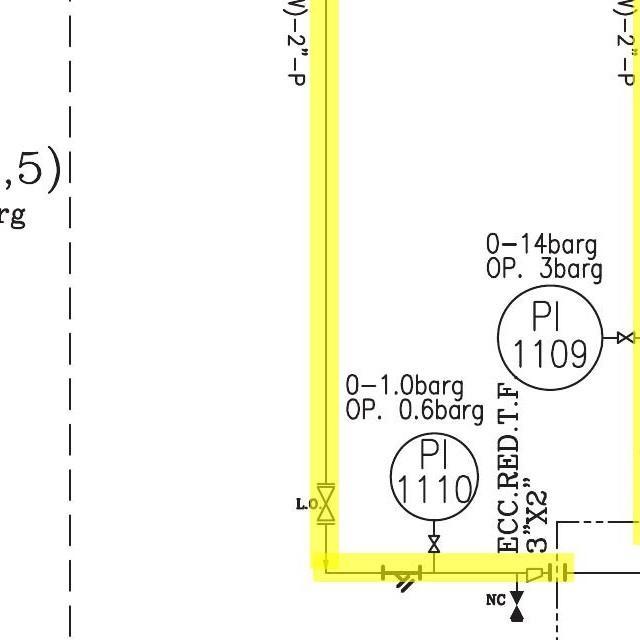 V)-2"-P
V)-2"-P
,5)
rg
0-14barg
OP. 3barg
PI
1109
0-1.0barg
OP. 0.6barg
PI
1110
ECC.RED.T.F
3"X2"
L.O.
NC